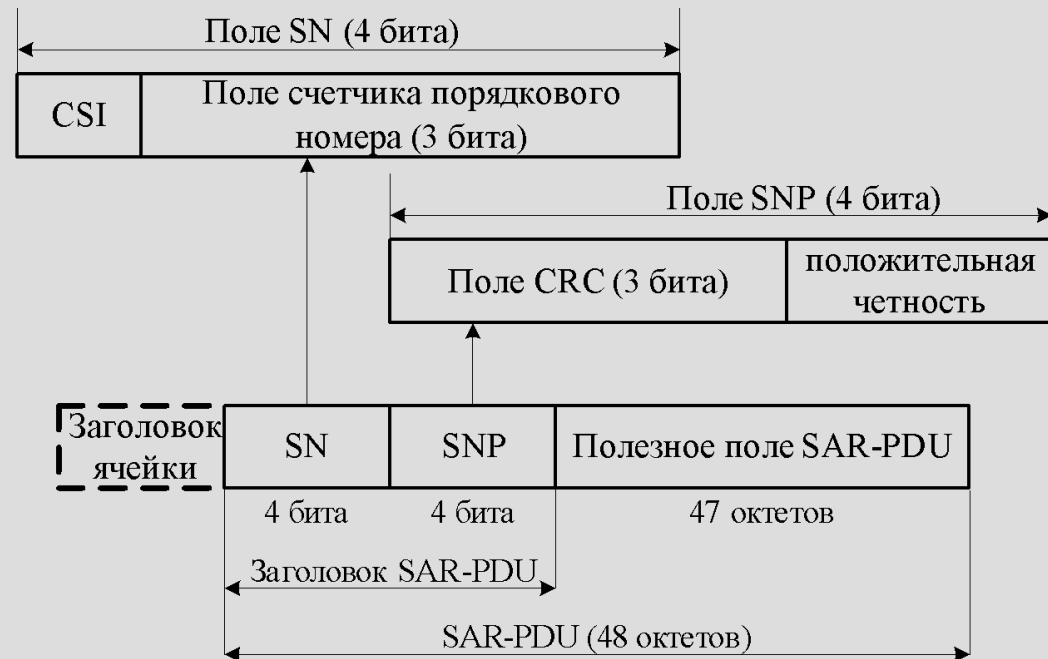 Поле SN (4 бита)
CSI
Поле счетчика порядкового
номера (3 бита)
Поле SNP (4 бита)
Поле CRC (3 бита)
положительная
четность
Заголовок
ячейки
SN
SNP
Полезное поле SAR-PDU
4 бита
4 бита
47 октетов
Заголовок SAR-PDU
SAR-PDU (48 октетов)